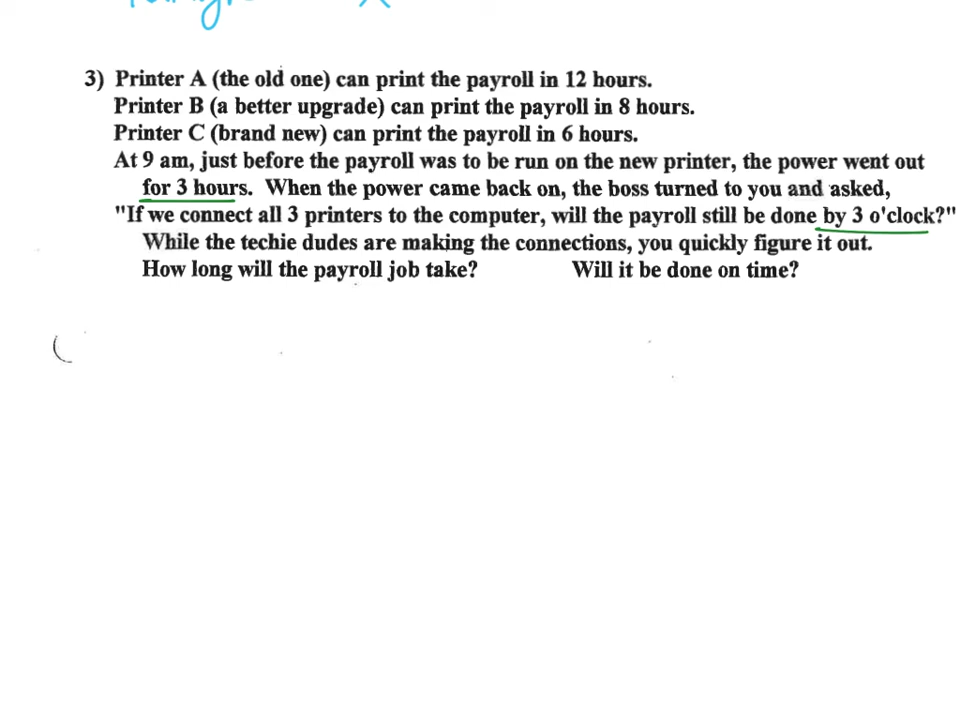 3) Printer A (the old one) can print the payroll in 12 hours.
Printer B (a better upgrade) can print the payroll in 8 hours.
Printer C (brand new) can print the payroll in 6 hours.
At 9 am, just before the payroll was to be run on the new printer, the power went out
for 3 hours. When the power came back on, the boss turned to you and asked,
"If we connect all 3 printers to the computer, will the payroll still be done by 3 o'clock?"
While the techie dudes are making the connections, you quickly figure it out.
How long will the payroll job take? Will it be done on time?